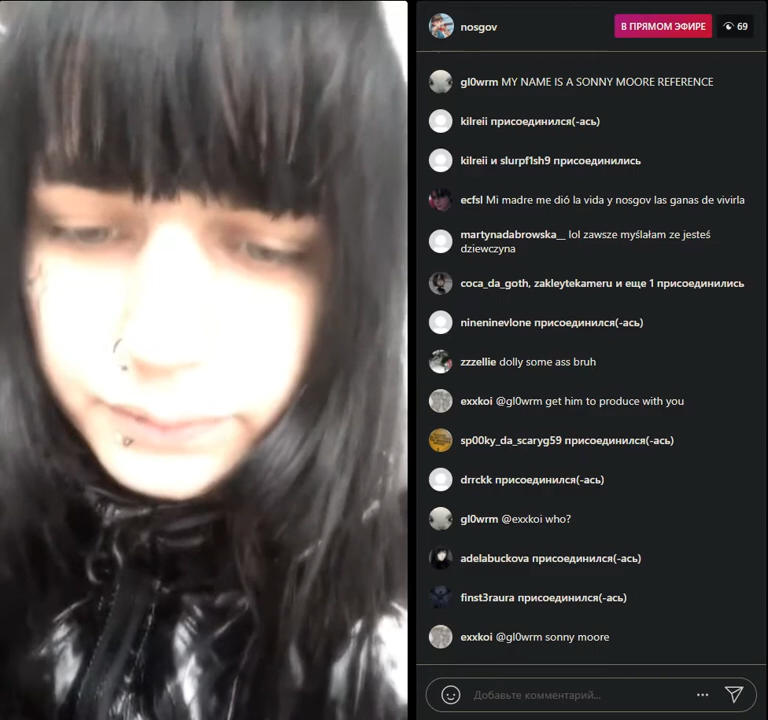 nosgov
В ПРЯМОМ ЭФИРЕ
69
gl0wrm MY NAME IS A SONNY MOORE REFERENCE
kilreii присоединился(-ась)
kilreii и slurpf1sh9 присоединились
ecfsl Mi madre me dió la vida y nosgov las ganas de vivirla
martynadabrowska__ lol zawsze myślałam ze jesteś
dziewczyna
coca_da_goth, zakleytekameru и еще 1 присоединились
nineninevlone присоединился(-ась)
zzzellie dolly some ass bruh
exxkoi @gl0wrm get him to produce with you
sp00ky_da_scaryg59 присоединился(-ась)
drrckk присоединился(-ась)
gl0wrm @exxkoi who?
adelabuckova присоединился(-ась)
finst3raura присоединился(-ась)
exxkoi @gl0wrm sonny moore
Добавьте комментарий...